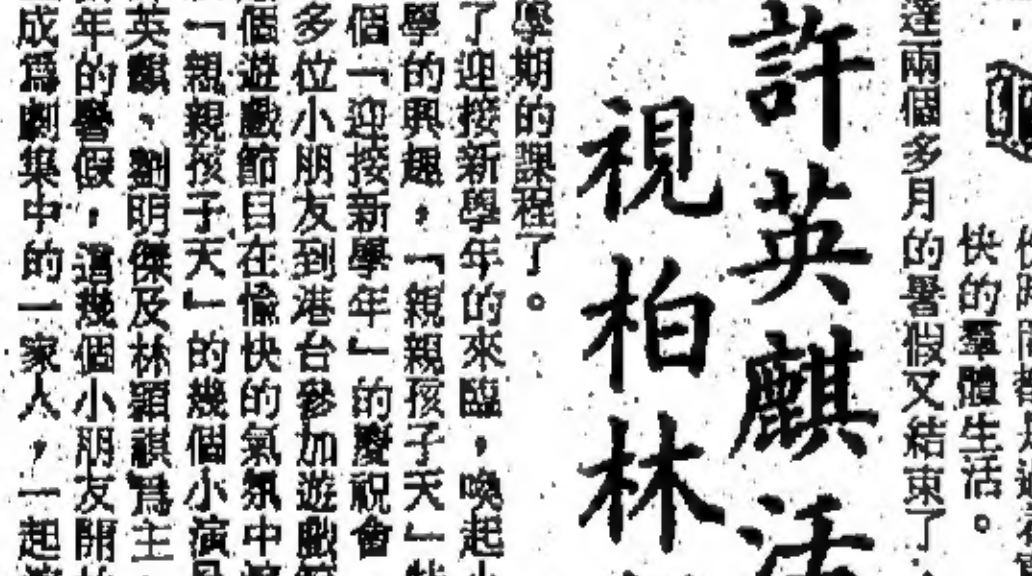 快的羣體生活。
達兩個多月的暑假又結束了
許英麒活
視柏林
學期的課程了。
了迎接新學年的來臨，喚起小
學的興趣，「親親孩子天」特
個「迎接新學年」的慶祝會
多位小朋友到港台參加遊戲節
個遊戲節目在愉快的氣氛中
「親親孩子天」的幾個小演員
英麒、劉明傑及林穎祺爲主
年的暑假，這幾個小朋友開始
成爲劇集中的一家人，一起